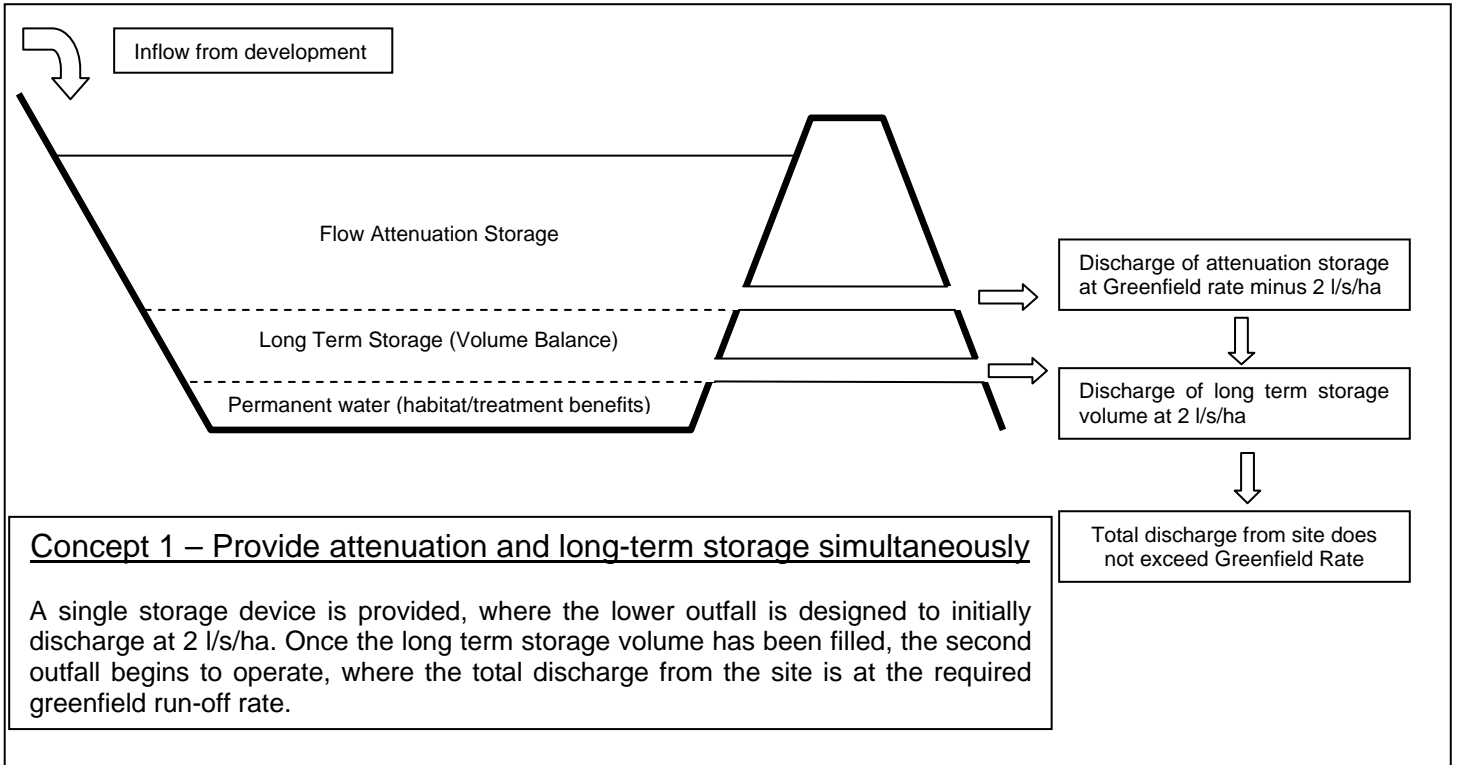 Inflow from development
Flow Attenuation Storage
Long Term Storage (Volume Balance)
Permanent water (habitat/treatment benefits)
Discharge of attenuation storage
at Greenfield rate minus 2 l/s/ha
Discharge of long term storage
volume at 2 l/s/ha
Total discharge from site does
not exceed Greenfield Rate
Concept 1 – Provide attenuation and long-term storage simultaneously
A single storage device is provided, where the lower outfall is designed to initially
discharge at 2 l/s/ha. Once the long term storage volume has been filled, the second
outfall begins to operate, where the total discharge from the site is at the required
greenfield run-off rate.